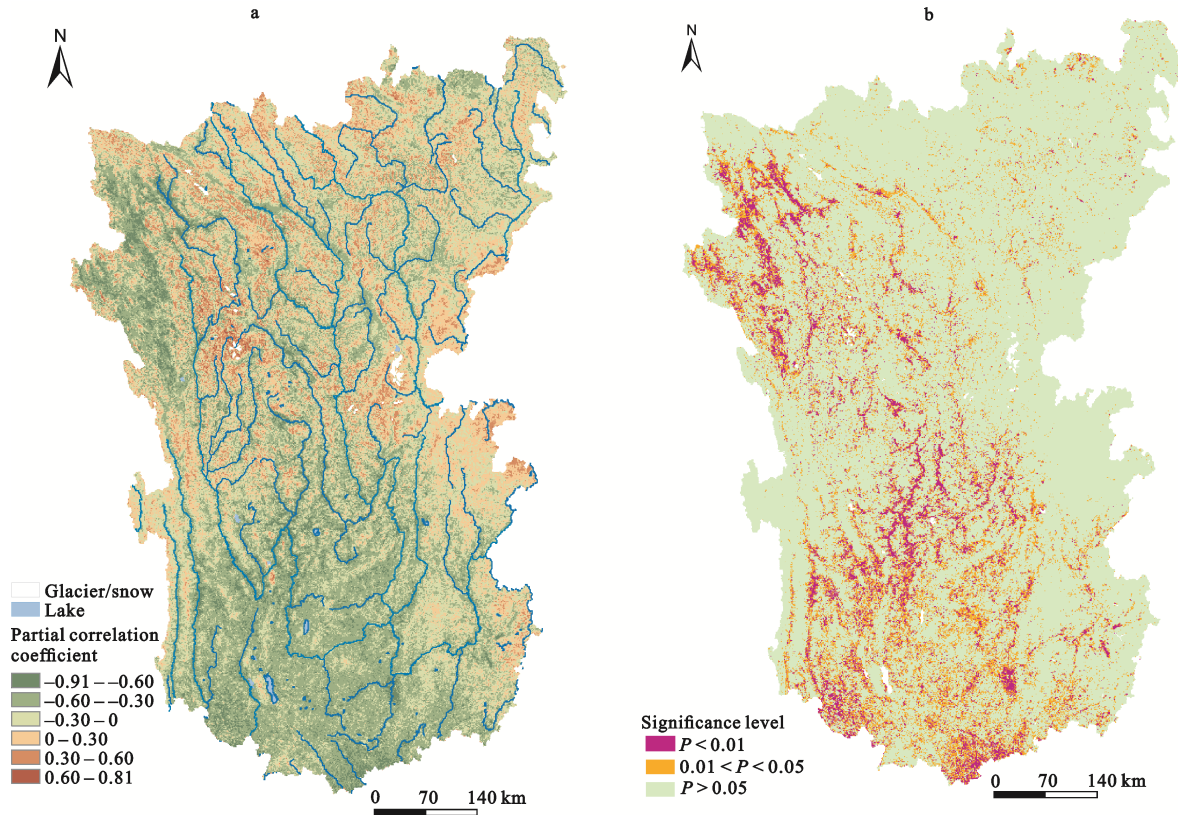 a
N
Glacier/snow
Lake
Partial correlation
coefficient
–0.91 – –0.60
–0.60 – –0.30
–0.30 – 0
0 – 0.30
0.30 – 0.60
0.60 – 0.81
0 70 140 km
b
N
Significance level
P < 0.01
0.01 < P < 0.05
P > 0.05
0 70 140 km